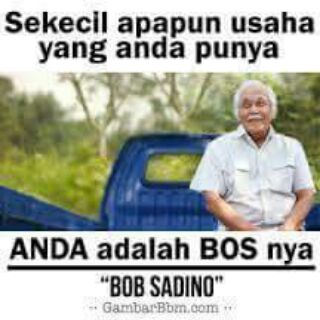 Sekecil apapun usaha
yang anda punya
ANDA adalah BOS nya
“BOB SADINO”
·· GambarBbm.com ··